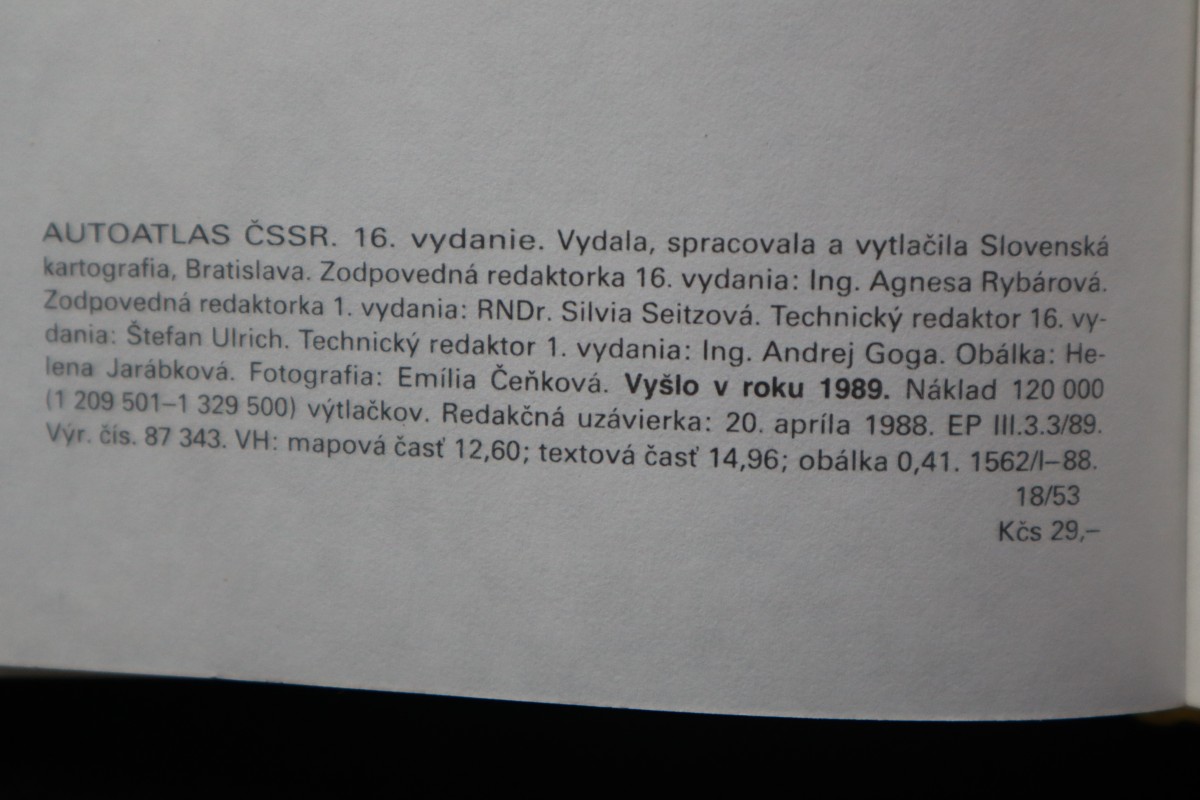 AUTOATLAS ČSSR. 16. vydanie. Vydala, spracovala a vytlačila Slovenská
kartografia, Bratislava. Zodpovedná redaktorka 16. vydania: Ing. Agnesa Rybárová.
Zodpovedná redaktorka 1. vydania: RNDr. Silvia Seitzová. Technický redaktor 16. vy-
dania: Štefan Ulrich. Technický redaktor 1. vydania: Ing. Andrej Goga. Obálka: He-
lena Jarábková. Fotografia: Emília Čeňková. Vyšlo v roku 1989. Náklad 120 000
(1 209 501–1 329 500) výtlačkov. Redakčná uzávierka: 20. apríla 1988. EP III.3.3/89.
Výr. čís. 87 343. VH: mapová časť 12,60; textová časť 14,96; obálka 0,41. 1562/I–88.
18/53
Kčs 29,–